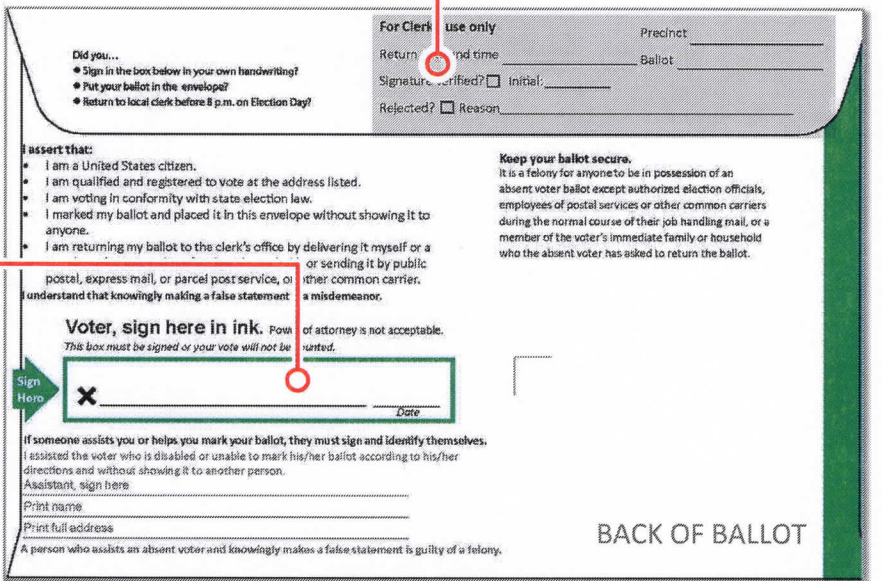 For Clerk use only
Precinct
Return and time
Ballot
Signature verified? Initial:
Rejected? Reason
Did you...
Sign in the box below in your own handwriting?
Put your ballot in the envelope?
Return to local clerk before 8 p.m. on Election Day?
I assert that:
• I am a United States citizen.
• I am qualified and registered to vote at the address listed.
• I am voting in conformity with state election law.
• I marked my ballot and placed it in this envelope without showing it to
anyone.
• I am returning my ballot to the clerk's office by delivering it myself or a
or sending it by public
postal, express mail, or parcel post service, or other common carrier.
I understand that knowingly making a false statement a misdemeanor.
Keep your ballot secure.
It is a felony for anyone to be in possession of an
absent voter ballot except authorized election officials,
employees of postal services or other common carriers
during the normal course of their job handling mail, or a
member of the voter's immediate family or household
who the absent voter has asked to return the ballot.
Voter, sign here in ink. Power of attorney is not acceptable.
This box must be signed or your vote will not be counted.
Sign
Here
X
Date
If someone assists you or helps you mark your ballot, they must sign and identify themselves.
I assisted the voter who is disabled or unable to mark his/her ballot according to his/her
directions and without showing it to another person.
Assistant, sign here
Print name
Print full address
A person who assists an absent voter and knowingly makes a false statement is guilty of a felony.
BACK OF BALLOT